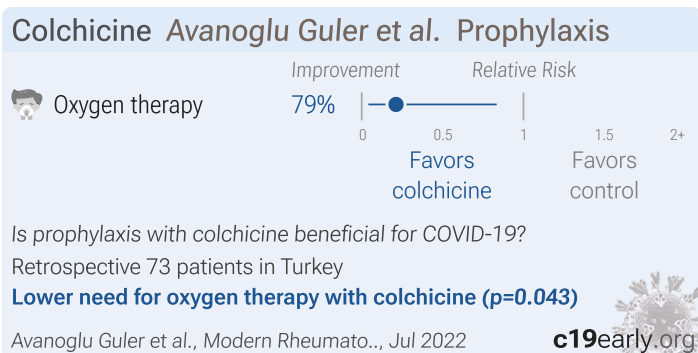 Colchicine Avanoglu Guler et al. Prophylaxis
Improvement Relative Risk
Oxygen therapy 79%
0 0.5 1 1.5 2+
Favors colchicine Favors control
Is prophylaxis with colchicine beneficial for COVID-19?
Retrospective 73 patients in Turkey
Lower need for oxygen therapy with colchicine (p=0.043)
Avanoglu Guler et al., Modern Rheumato.., Jul 2022 c19early.org